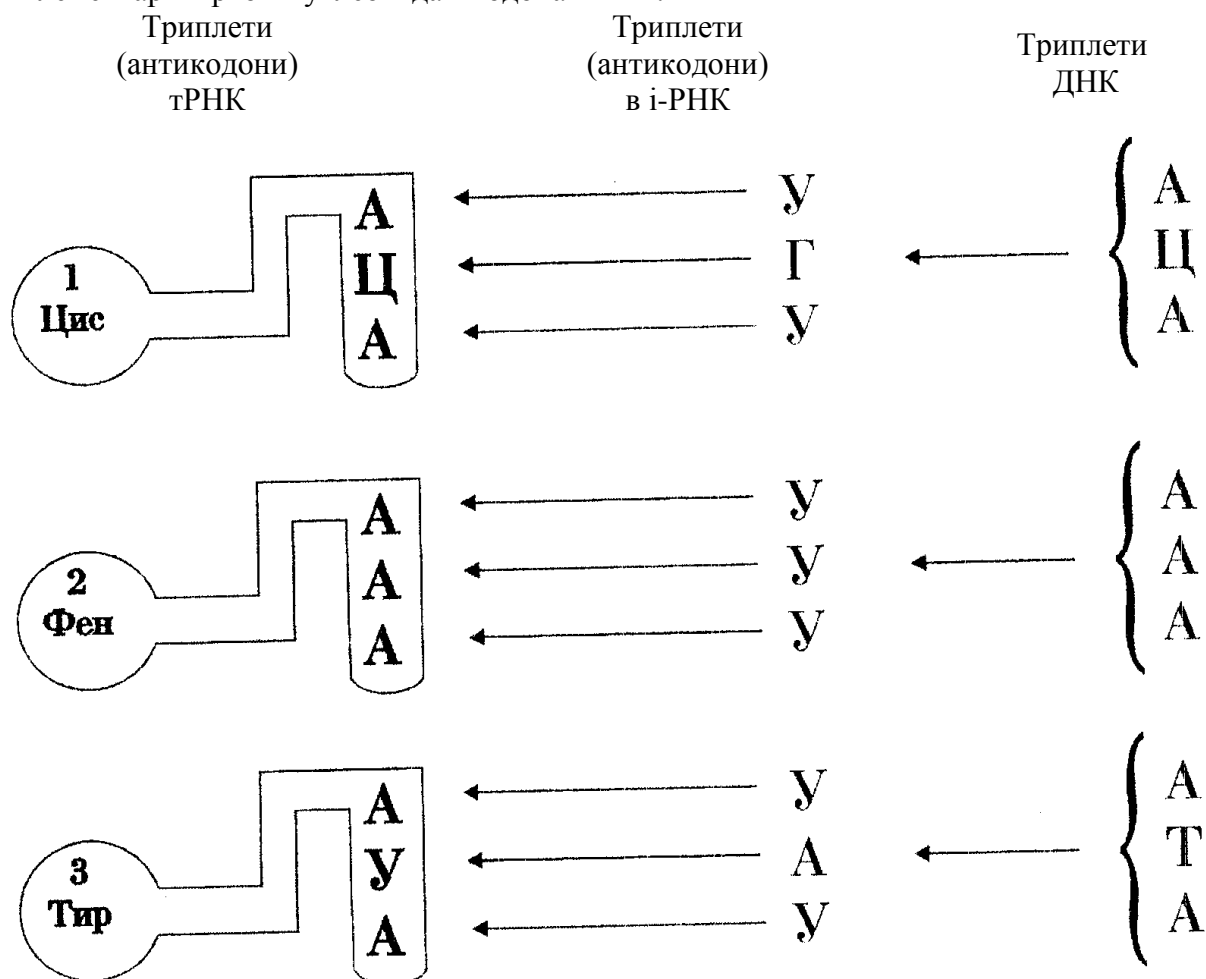 Триплети
(антикодони)
тРНК
Триплети
(антикодони)
в і-РНК
Триплети
ДНК
1
Цис
А
Ц
А
У
Г
У
А
Ц
А
2
Фен
А
А
А
У
У
У
А
А
А
3
Тир
А
У
А
У
А
У
А
Т
А